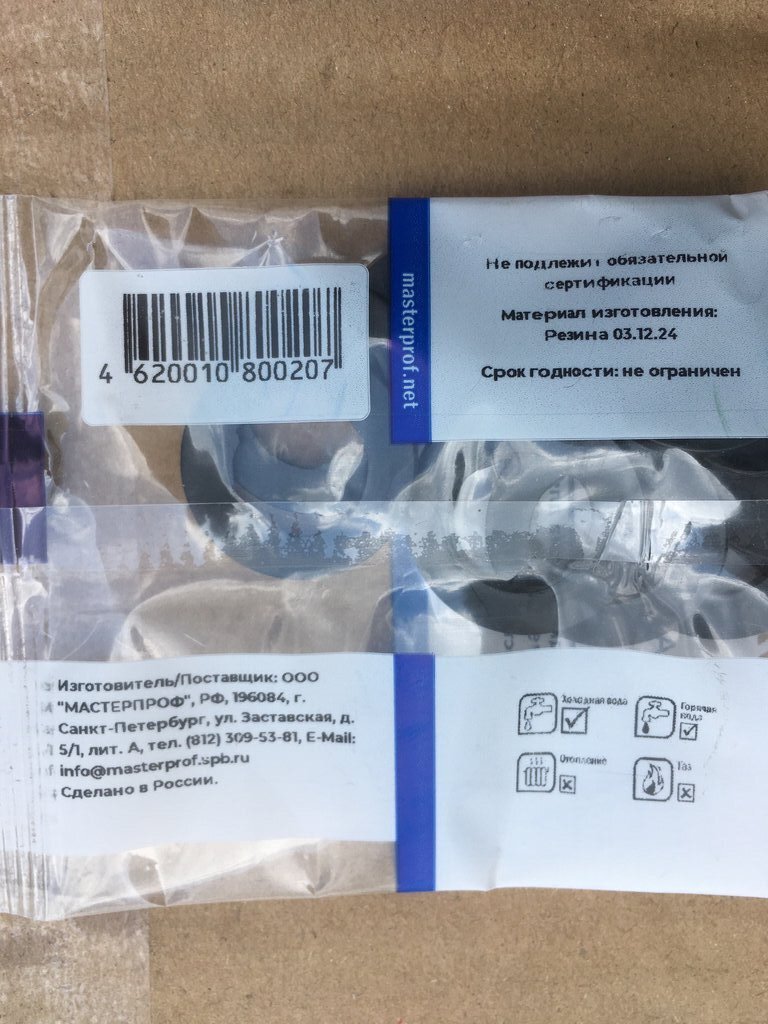 4 620010 800207
masterprof.net
Не подлежит обязательной
сертификации
Материал изготовления:
Резина 03.12.24
Срок годности: не ограничен
Изготовитель/Поставщик: ООО
"МАСТЕРПРОФ", РФ, 196084, г.
Санкт-Петербург, ул. Заставская, д.
5/1, лит. А, тел. (812) 309-53-81, E-Mail:
info@masterprof.spb.ru
Сделано в России.
Холодная вода
Горячая
вода
Отопление
Газ